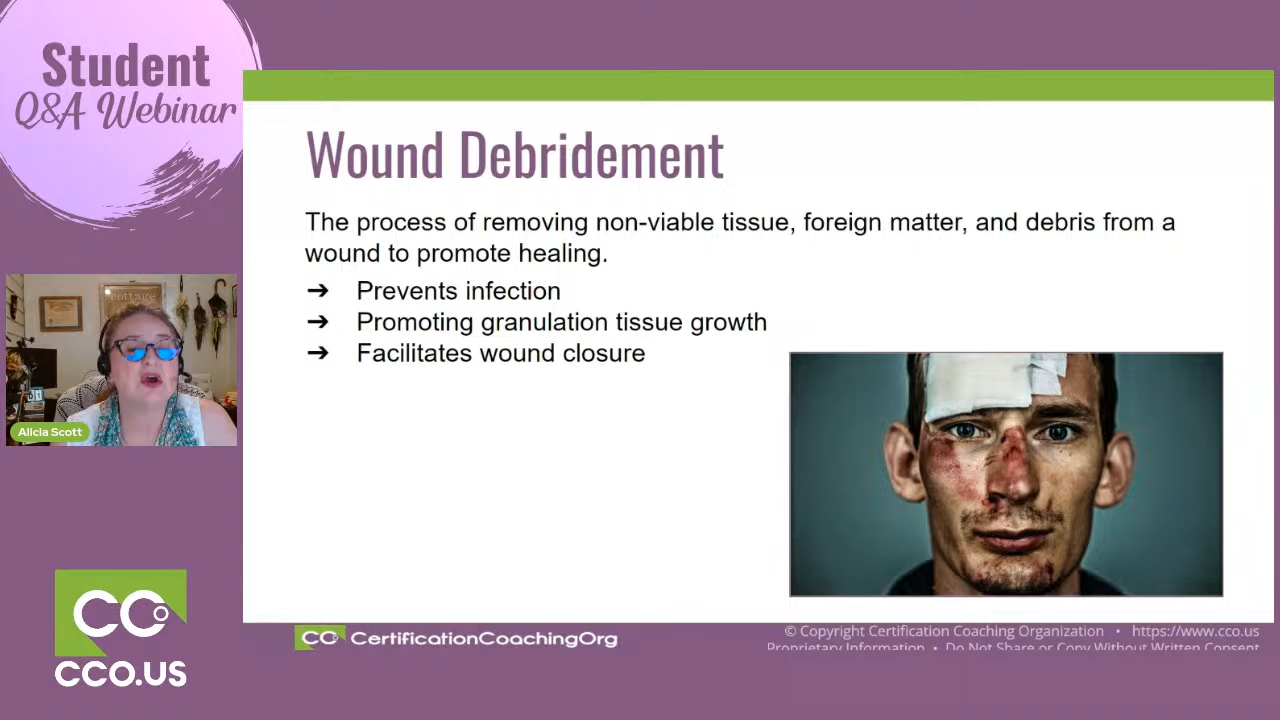 Student
Q&A Webinar
Wound Debridement
The process of removing non-viable tissue, foreign matter, and debris from a
wound to promote healing.
➔ Prevents infection
➔ Promoting granulation tissue growth
➔ Facilitates wound closure
cottage
Alicia Scott
CCO
CCO.US
CCO CertificationCoachingOrg
© Copyright Certification Coaching Organization • https://www.cco.us
Proprietary Information • Do Not Share or Copy Without Written Consent